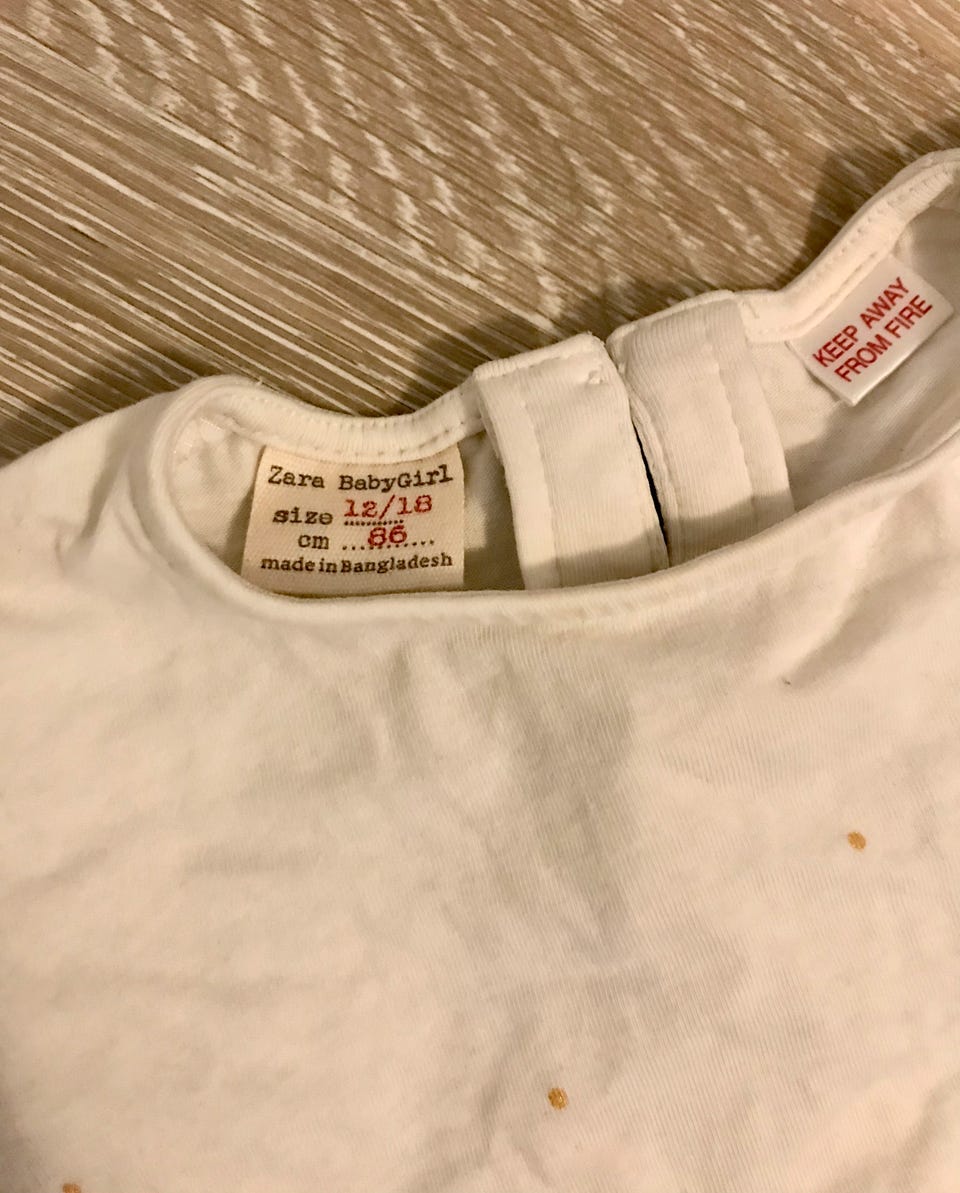 Zara BabyGirl
size 12/18
cm ...86...
made in Bangladesh
KEEP AWAY
FROM FIRE